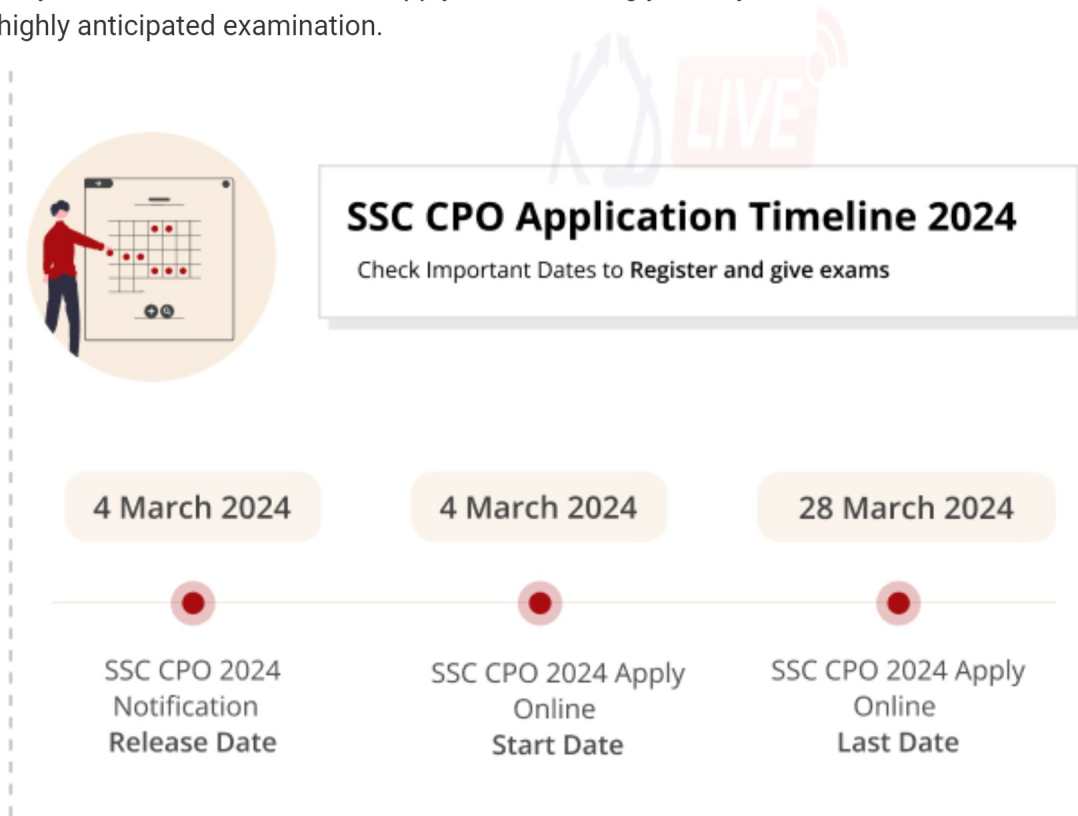 highly anticipated examination.
LIVE
SSC CPO Application Timeline 2024
Check Important Dates to Register and give exams
4 March 2024
4 March 2024
28 March 2024
SSC CPO 2024
Notification
Release Date
SSC CPO 2024 Apply
Online
Start Date
SSC CPO 2024 Apply
Online
Last Date